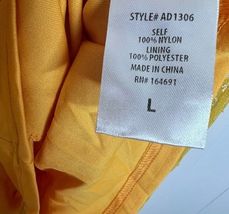 STYLE# AD1306
SELF
100% NYLON
LINING
100% POLYESTER
MADE IN CHINA
RN# 164691
L